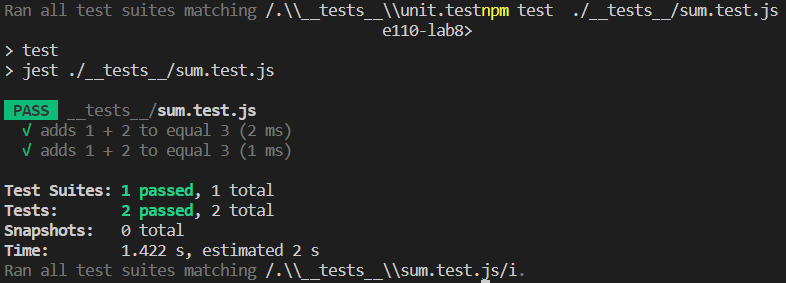 Ran all test suites matching /.\\__tests__\\unit.testnpm test  ./__tests__/sum.test.js
e110-lab8>
> test
> jest ./__tests__/sum.test.js
PASS __tests__/sum.test.js
√ adds 1 + 2 to equal 3 (2 ms)
√ adds 1 + 2 to equal 3 (1 ms)
Test Suites: 1 passed, 1 total
Tests: 2 passed, 2 total
Snapshots: 0 total
Time: 1.422 s, estimated 2 s
Ran all test suites matching /.\\__tests__\\sum.test.js/i.